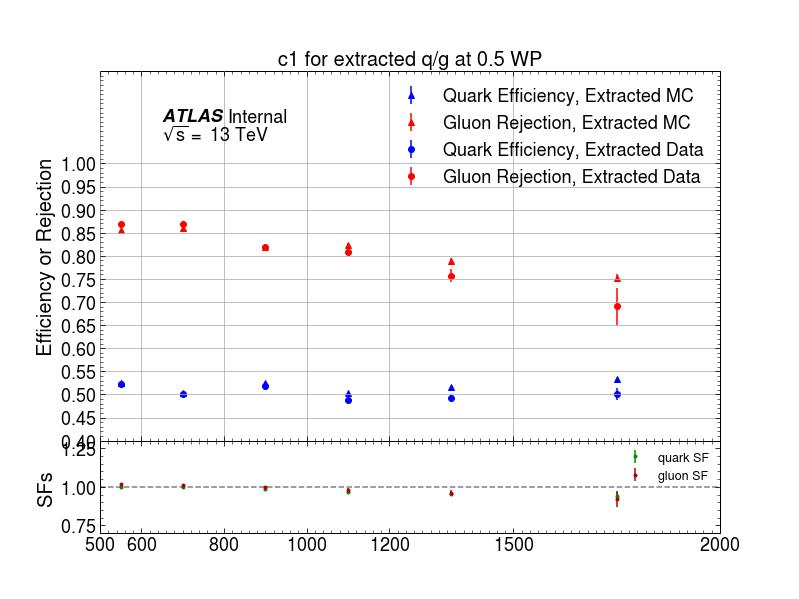 c1 for extracted q/g at 0.5 WP
ATLAS Internal
√s = 13 TeV
Quark Efficiency, Extracted MC
Gluon Rejection, Extracted MC
Quark Efficiency, Extracted Data
Gluon Rejection, Extracted Data
Efficiency or Rejection
1.00
0.95
0.90
0.85
0.80
0.75
0.70
0.65
0.60
0.55
0.50
0.45
0.40
SFs
1.25
1.00
0.75
quark SF
gluon SF
500 600 800 1000 1200 1500 2000